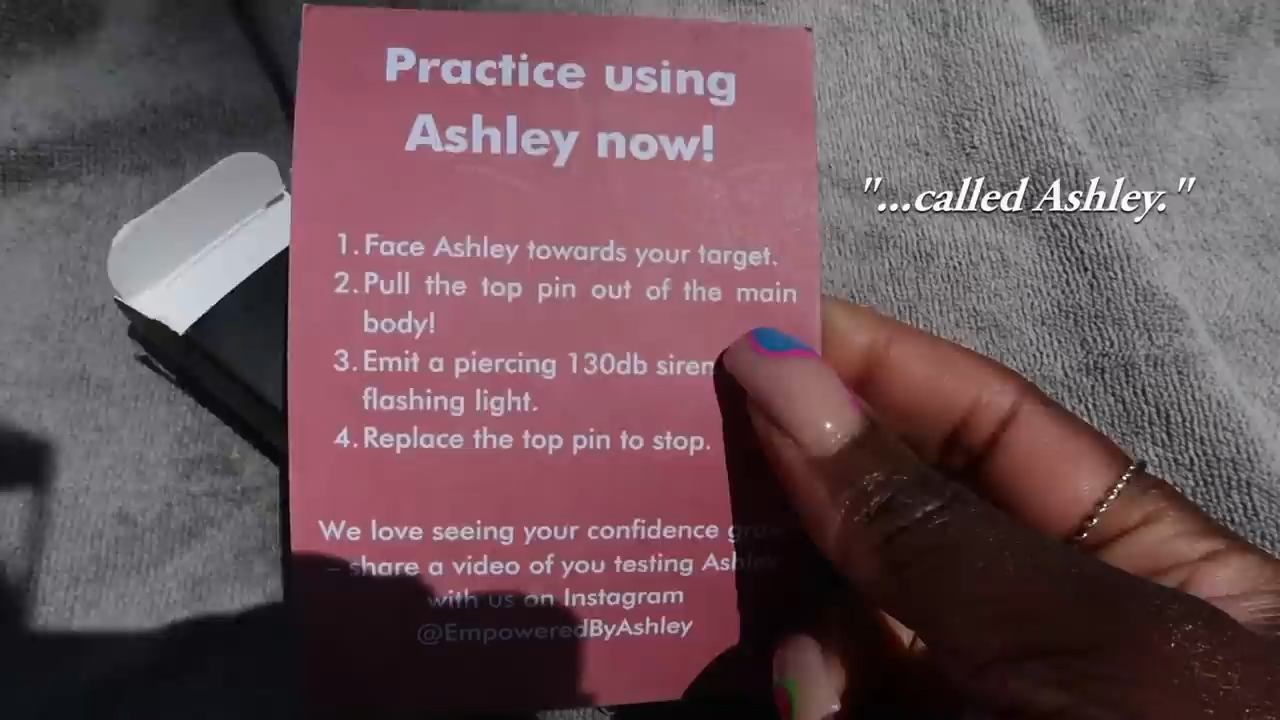 Practice using
Ashley now!
"...called Ashley."
1. Face Ashley towards your target.
2. Pull the top pin out of the main
body!
3. Emit a piercing 130db siren
flashing light.
4. Replace the top pin to stop.
We love seeing your confidence
– share a video of you testing Ashley
with us on Instagram
@EmpoweredByAshley